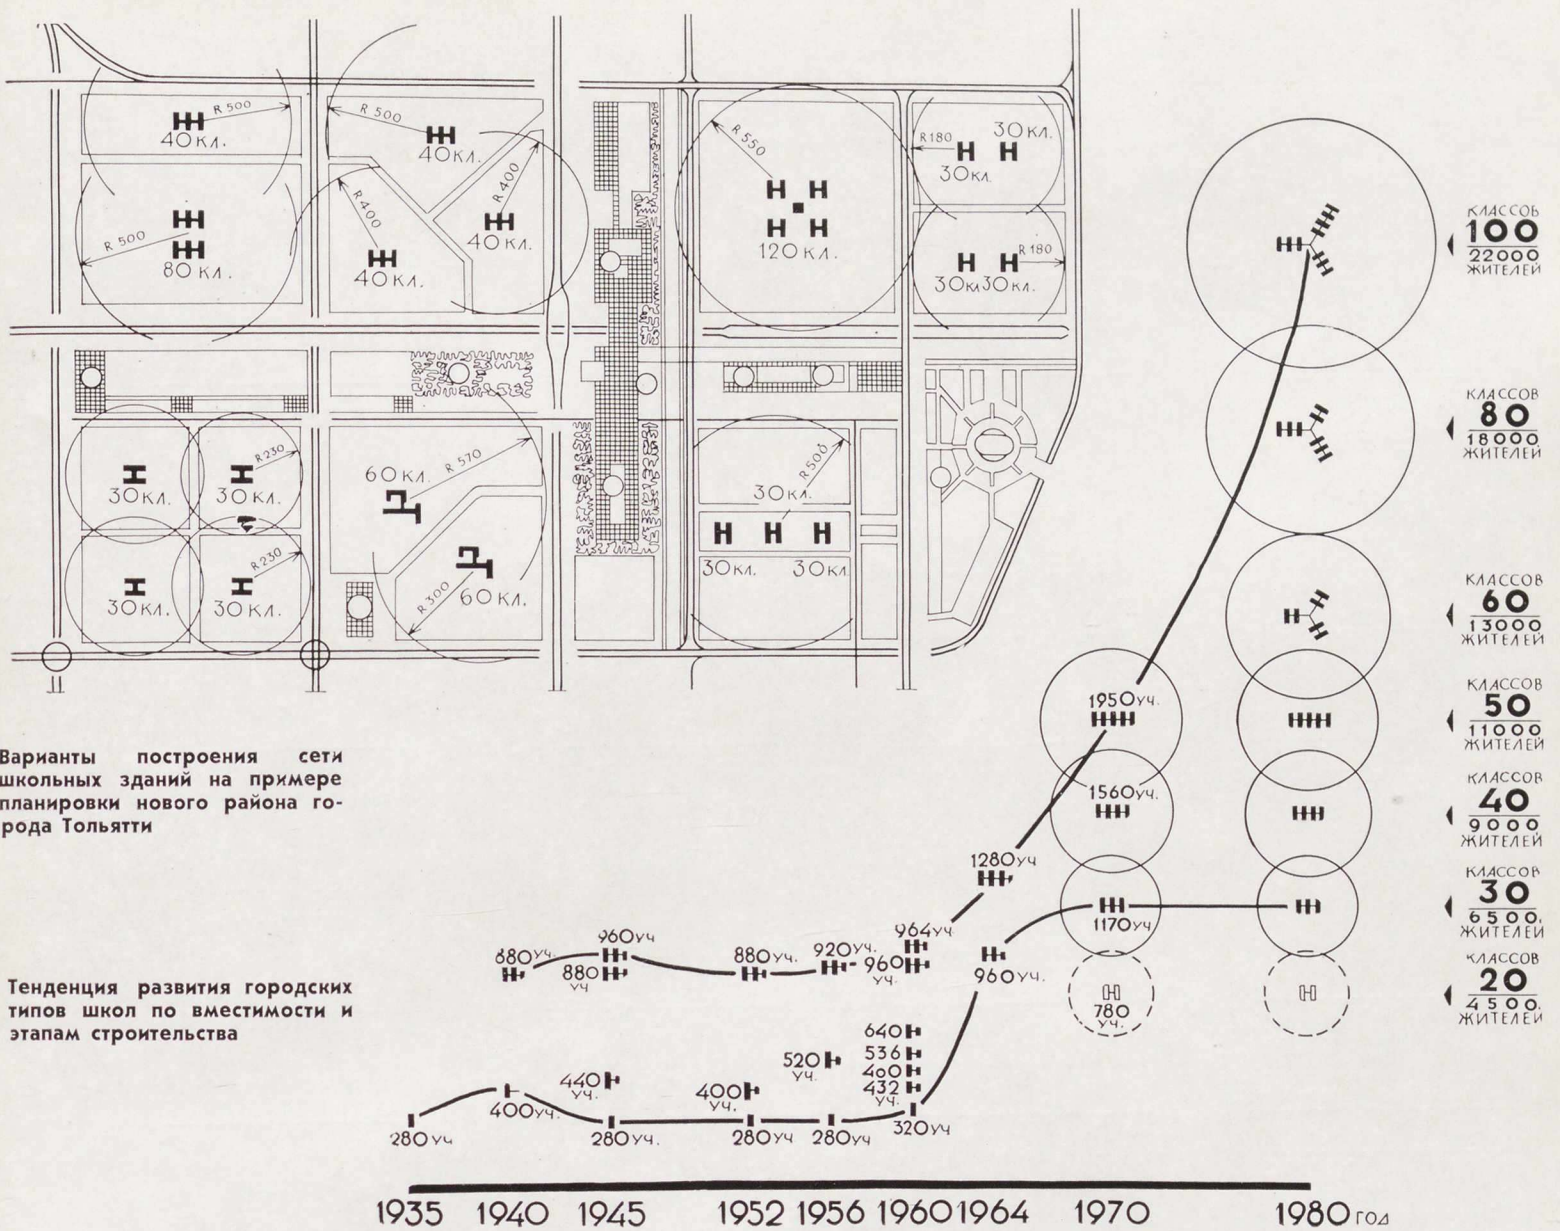 R 500
40 КЛ.
R 500
80 КЛ.
R 500
40 КЛ.
R 400
40 КЛ.
R 400
40 КЛ.
R 550
120 КЛ.
R180
30 КЛ.
30 КЛ.
R 180
30 КЛ 30 КЛ.
30 КЛ.
R 230
30 КЛ.
30 КЛ.
R 230
30 КЛ.
60 КЛ.
R 570
R 300
60 КЛ.
R 500
30 КЛ.
30 КЛ.
30 КЛ.
КЛАССОВ
100
22000
ЖИТЕЛЕЙ
КЛАССОВ
80
18000
ЖИТЕЛЕЙ
КЛАССОВ
60
13000
ЖИТЕЛЕЙ
КЛАССОВ
50
11000
ЖИТЕЛЕЙ
КЛАССОВ
40
9000
ЖИТЕЛЕЙ
КЛАССОВ
30
6500.
ЖИТЕЛЕЙ
КЛАССОВ
20
4500.
ЖИТЕЛЕЙ
Варианты построения сети
школьных зданий на примере
планировки нового района го-
рода Тольятти
Тенденция развития городских
типов школ по вместимости и
этапам строительства
1950 УЧ.
1560 УЧ.
1170 УЧ
780
УЧ.
1280 УЧ
964 УЧ.
960
УЧ.
960 УЧ.
880 УЧ.
960 УЧ
880
УЧ
880 УЧ.
920 УЧ.
640
536
400
432
УЧ.
320 УЧ
520
УЧ.
440
УЧ.
400
УЧ.
400 УЧ.
280 УЧ
280 УЧ.
280 УЧ
280 УЧ
1935 1940 1945 1952 1956 1960 1964 1970 1980 год